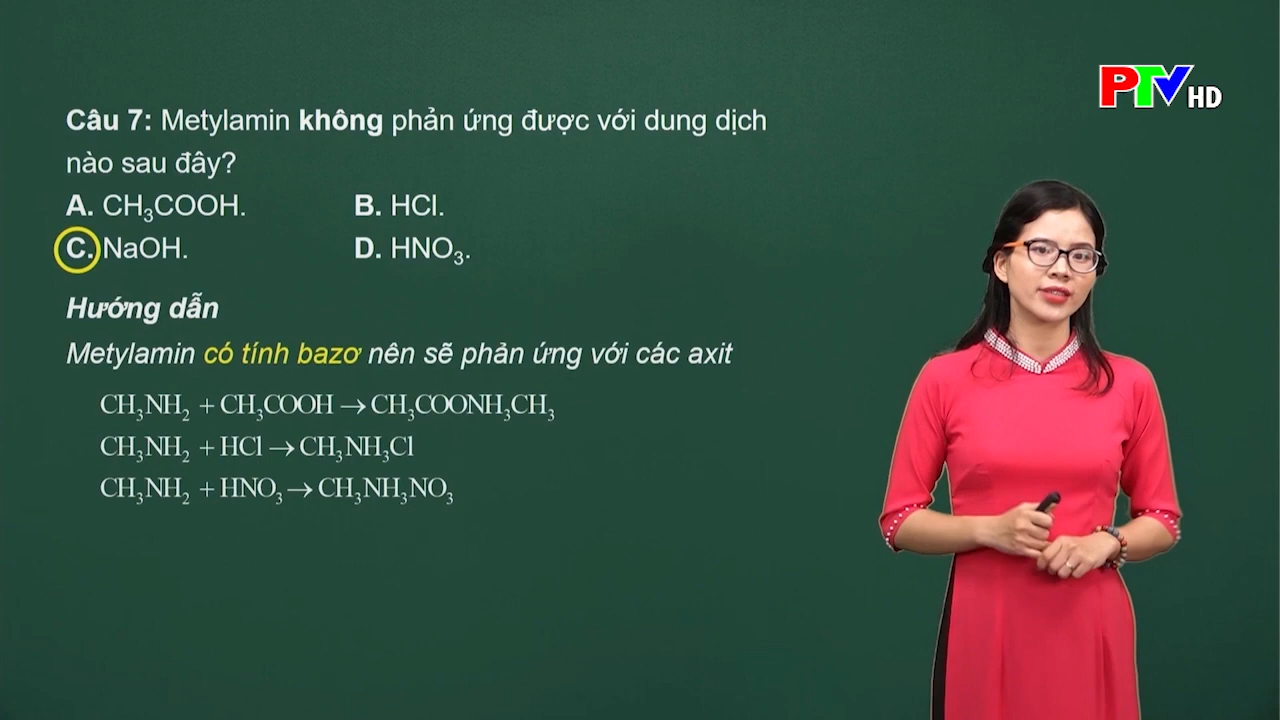 PTV HD
Câu 7: Metylamin không phản ứng được với dung dịch
nào sau đây?
A. CH₃COOH. B. HCl.
C. NaOH. D. HNO₃.
Hướng dẫn
Metylamin có tính bazơ nên sẽ phản ứng với các axit
CH₃NH₂ + CH₃COOH → CH₃COONH₃CH₃
CH₃NH₂ + HCl → CH₃NH₃Cl
CH₃NH₂ + HNO₃ → CH₃NH₃NO₃